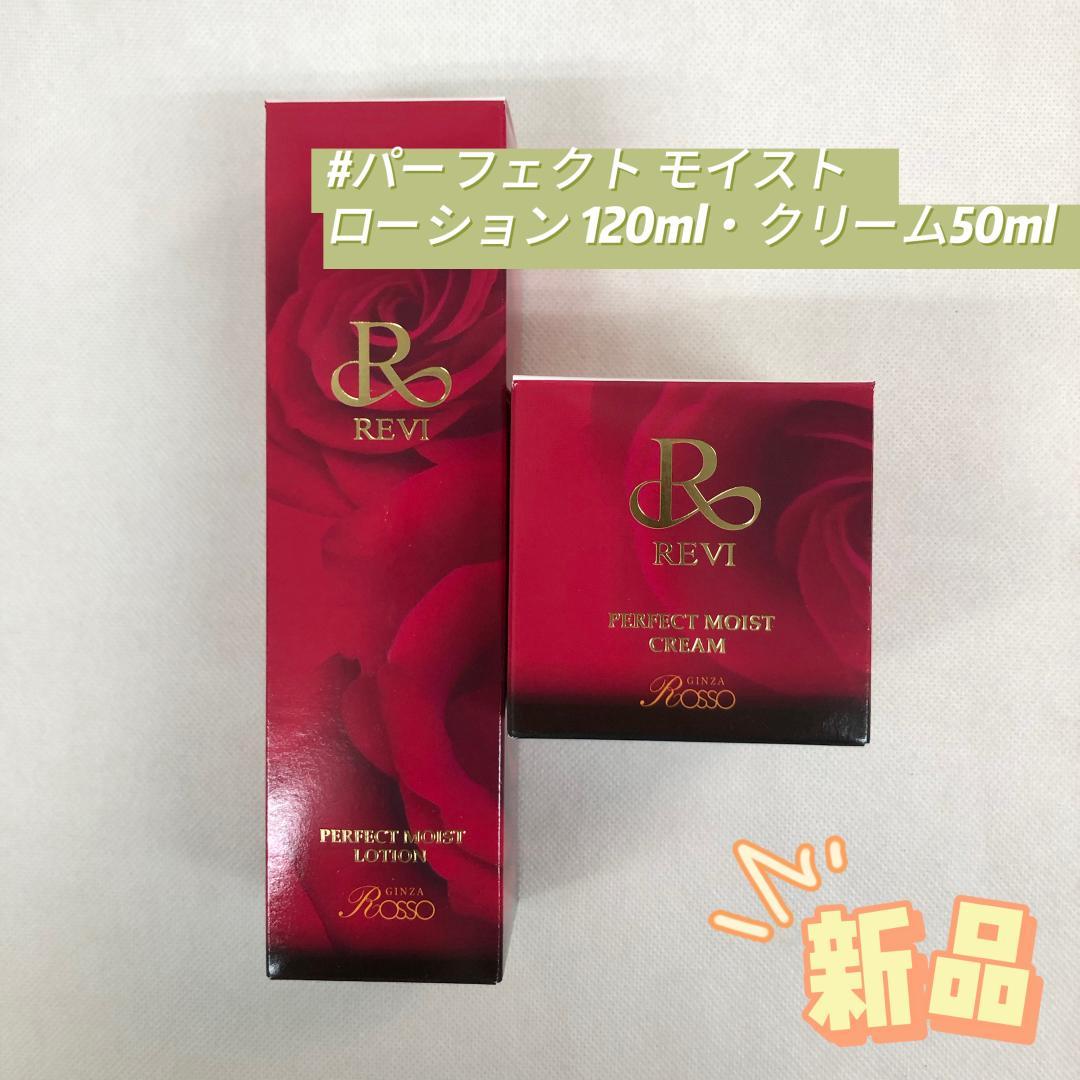 #パーフェクト モイスト
ローション 120ml・クリーム50ml
R
REVI
PERFECT MOIST
LOTION
GINZA
Rosso
R
REVI
PERFECT MOIST
CREAM
GINZA
Rosso
新品